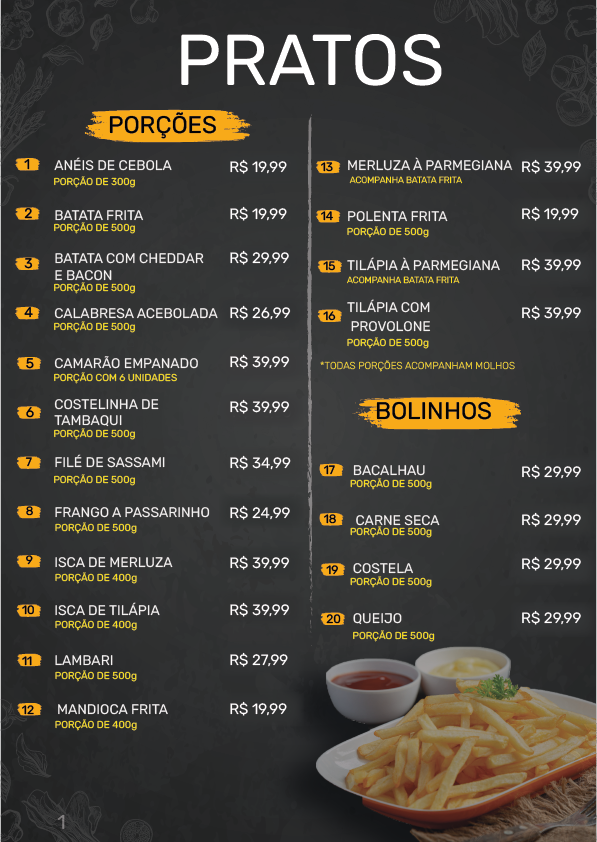 PRATOS
PORÇÕES
1 ANÉIS DE CEBOLA R$ 19,99
PORÇÃO DE 300g
2 BATATA FRITA R$ 19,99
PORÇÃO DE 500g
3 BATATA COM CHEDDAR R$ 29,99
E BACON
PORÇÃO DE 500g
4 CALABRESA ACEBOLADA R$ 26,99
PORÇÃO DE 500g
5 CAMARÃO EMPANADO R$ 39,99
PORÇÃO COM 6 UNIDADES
6 COSTELINHA DE R$ 39,99
TAMBAQUI
PORÇÃO DE 500g
7 FILÉ DE SASSAMI R$ 34,99
PORÇÃO DE 500g
8 FRANGO A PASSARINHO R$ 24,99
PORÇÃO DE 500g
9 ISCA DE MERLUZA R$ 39,99
PORÇÃO DE 400g
10 ISCA DE TILÁPIA R$ 39,99
PORÇÃO DE 400g
11 LAMBARI R$ 27,99
PORÇÃO DE 500g
12 MANDIOCA FRITA R$ 19,99
PORÇÃO DE 400g
13 MERLUZA À PARMEGIANA R$ 39,99
ACOMPANHA BATATA FRITA
14 POLENTA FRITA R$ 19,99
PORÇÃO DE 500g
15 TILÁPIA À PARMEGIANA R$ 39,99
ACOMPANHA BATATA FRITA
16 TILÁPIA COM R$ 39,99
PROVOLONE
PORÇÃO DE 500g
*TODAS PORÇÕES ACOMPANHAM MOLHOS
BOLINHOS
17 BACALHAU R$ 29,99
PORÇÃO DE 500g
18 CARNE SECA R$ 29,99
PORÇÃO DE 500g
19 COSTELA R$ 29,99
PORÇÃO DE 500g
20 QUEIJO R$ 29,99
PORÇÃO DE 500g
1